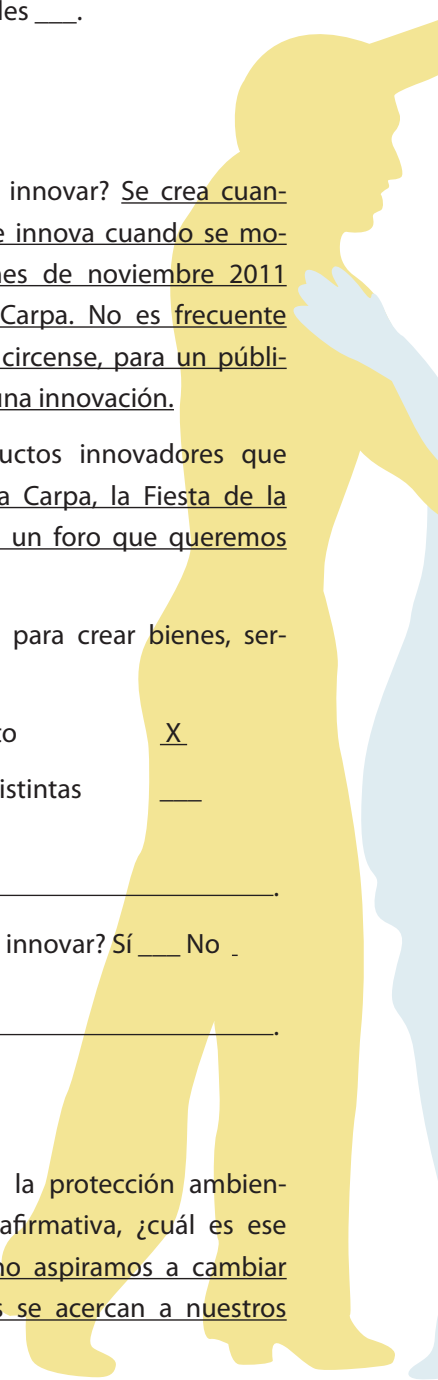 les ___.
innovar? Se crea cuan-
e innova cuando se mo-
nes de noviembre 2011
Carpa. No es frecuente
circense, para un públi-
una innovación.
uctos innovadores que
a Carpa, la Fiesta de la
un foro que queremos
para crear bienes, ser-
to X
istintas ___
.
innovar? Sí ___ No _
.
la protección ambien-
afirmativa, ¿cuál es ese
no aspiramos a cambiar
s se acercan a nuestros